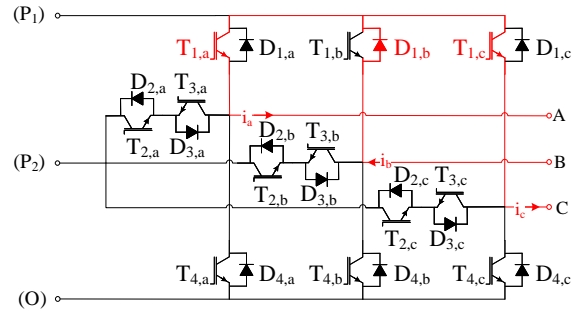 (P1)
T1,a D1,a T1,b D1,b T1,c D1,c
D2,a T3,a
ia A
T2,a D3,a D2,b T3,b
(P2) ib B
T2,b D3,b D2,c T3,c
ic C
T2,c D3,c
T4,a D4,a T4,b D4,b T4,c D4,c
(O)